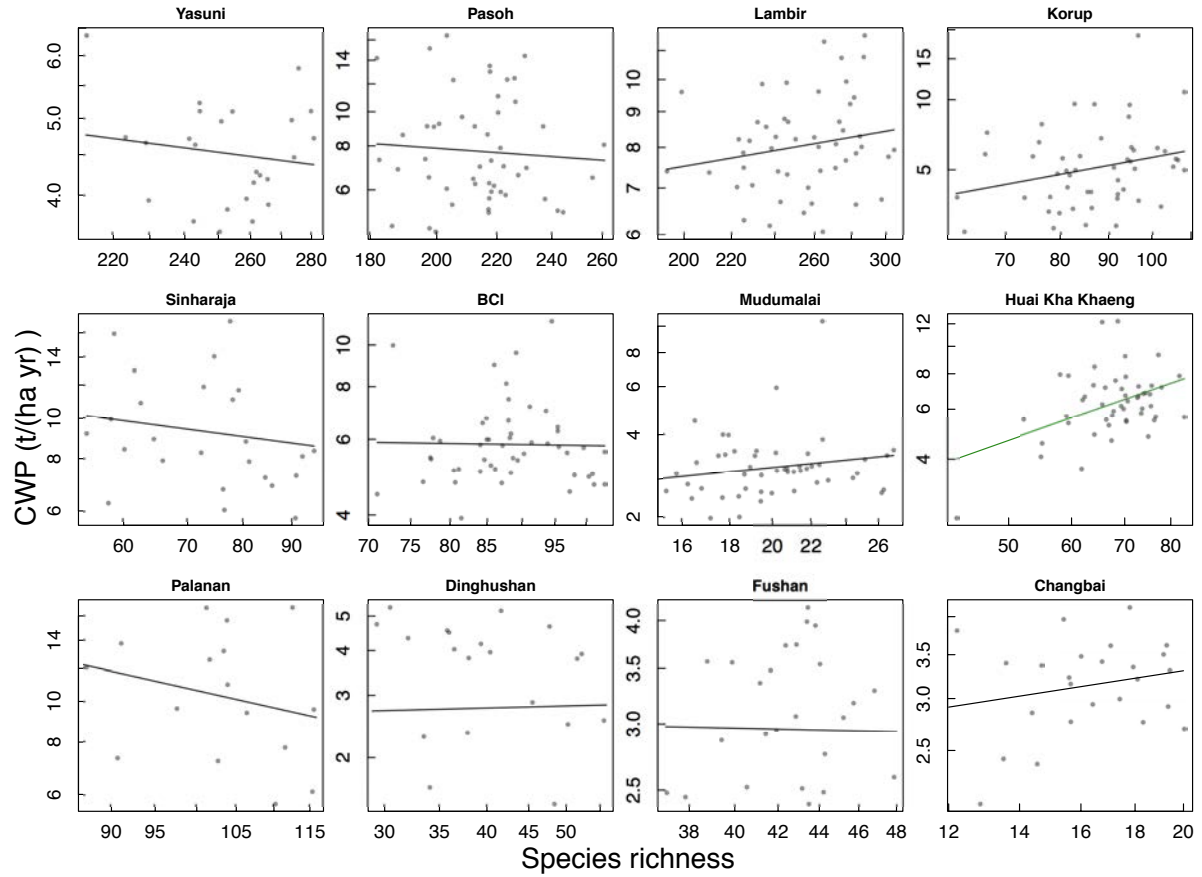 Yasuni Pasoh Lambir Korup
4.0 5.0 6.0
220 240 260 280
6 8 10 14
180 200 220 240 260
6 7 8 9 10
200 220 260 300
5 10 15
70 80 90 100
Sinharaja BCI Mudumalai Huai Kha Khaeng
6 8 10 14
60 70 80 90
4 6 8 10
70 75 80 85 95
2 4 6 8
16 18 20 22 26
4 6 8 12
50 60 70 80
Palanan Dinghushan Fushan Changbai
6 8 10 14
90 95 105 115
2 3 4 5
30 35 40 45 50
2.5 3.0 3.5 4.0
38 40 42 44 46 48
2.5 3.0 3.5
12 14 16 18 20
CWP (t/(ha yr) )
Species richness